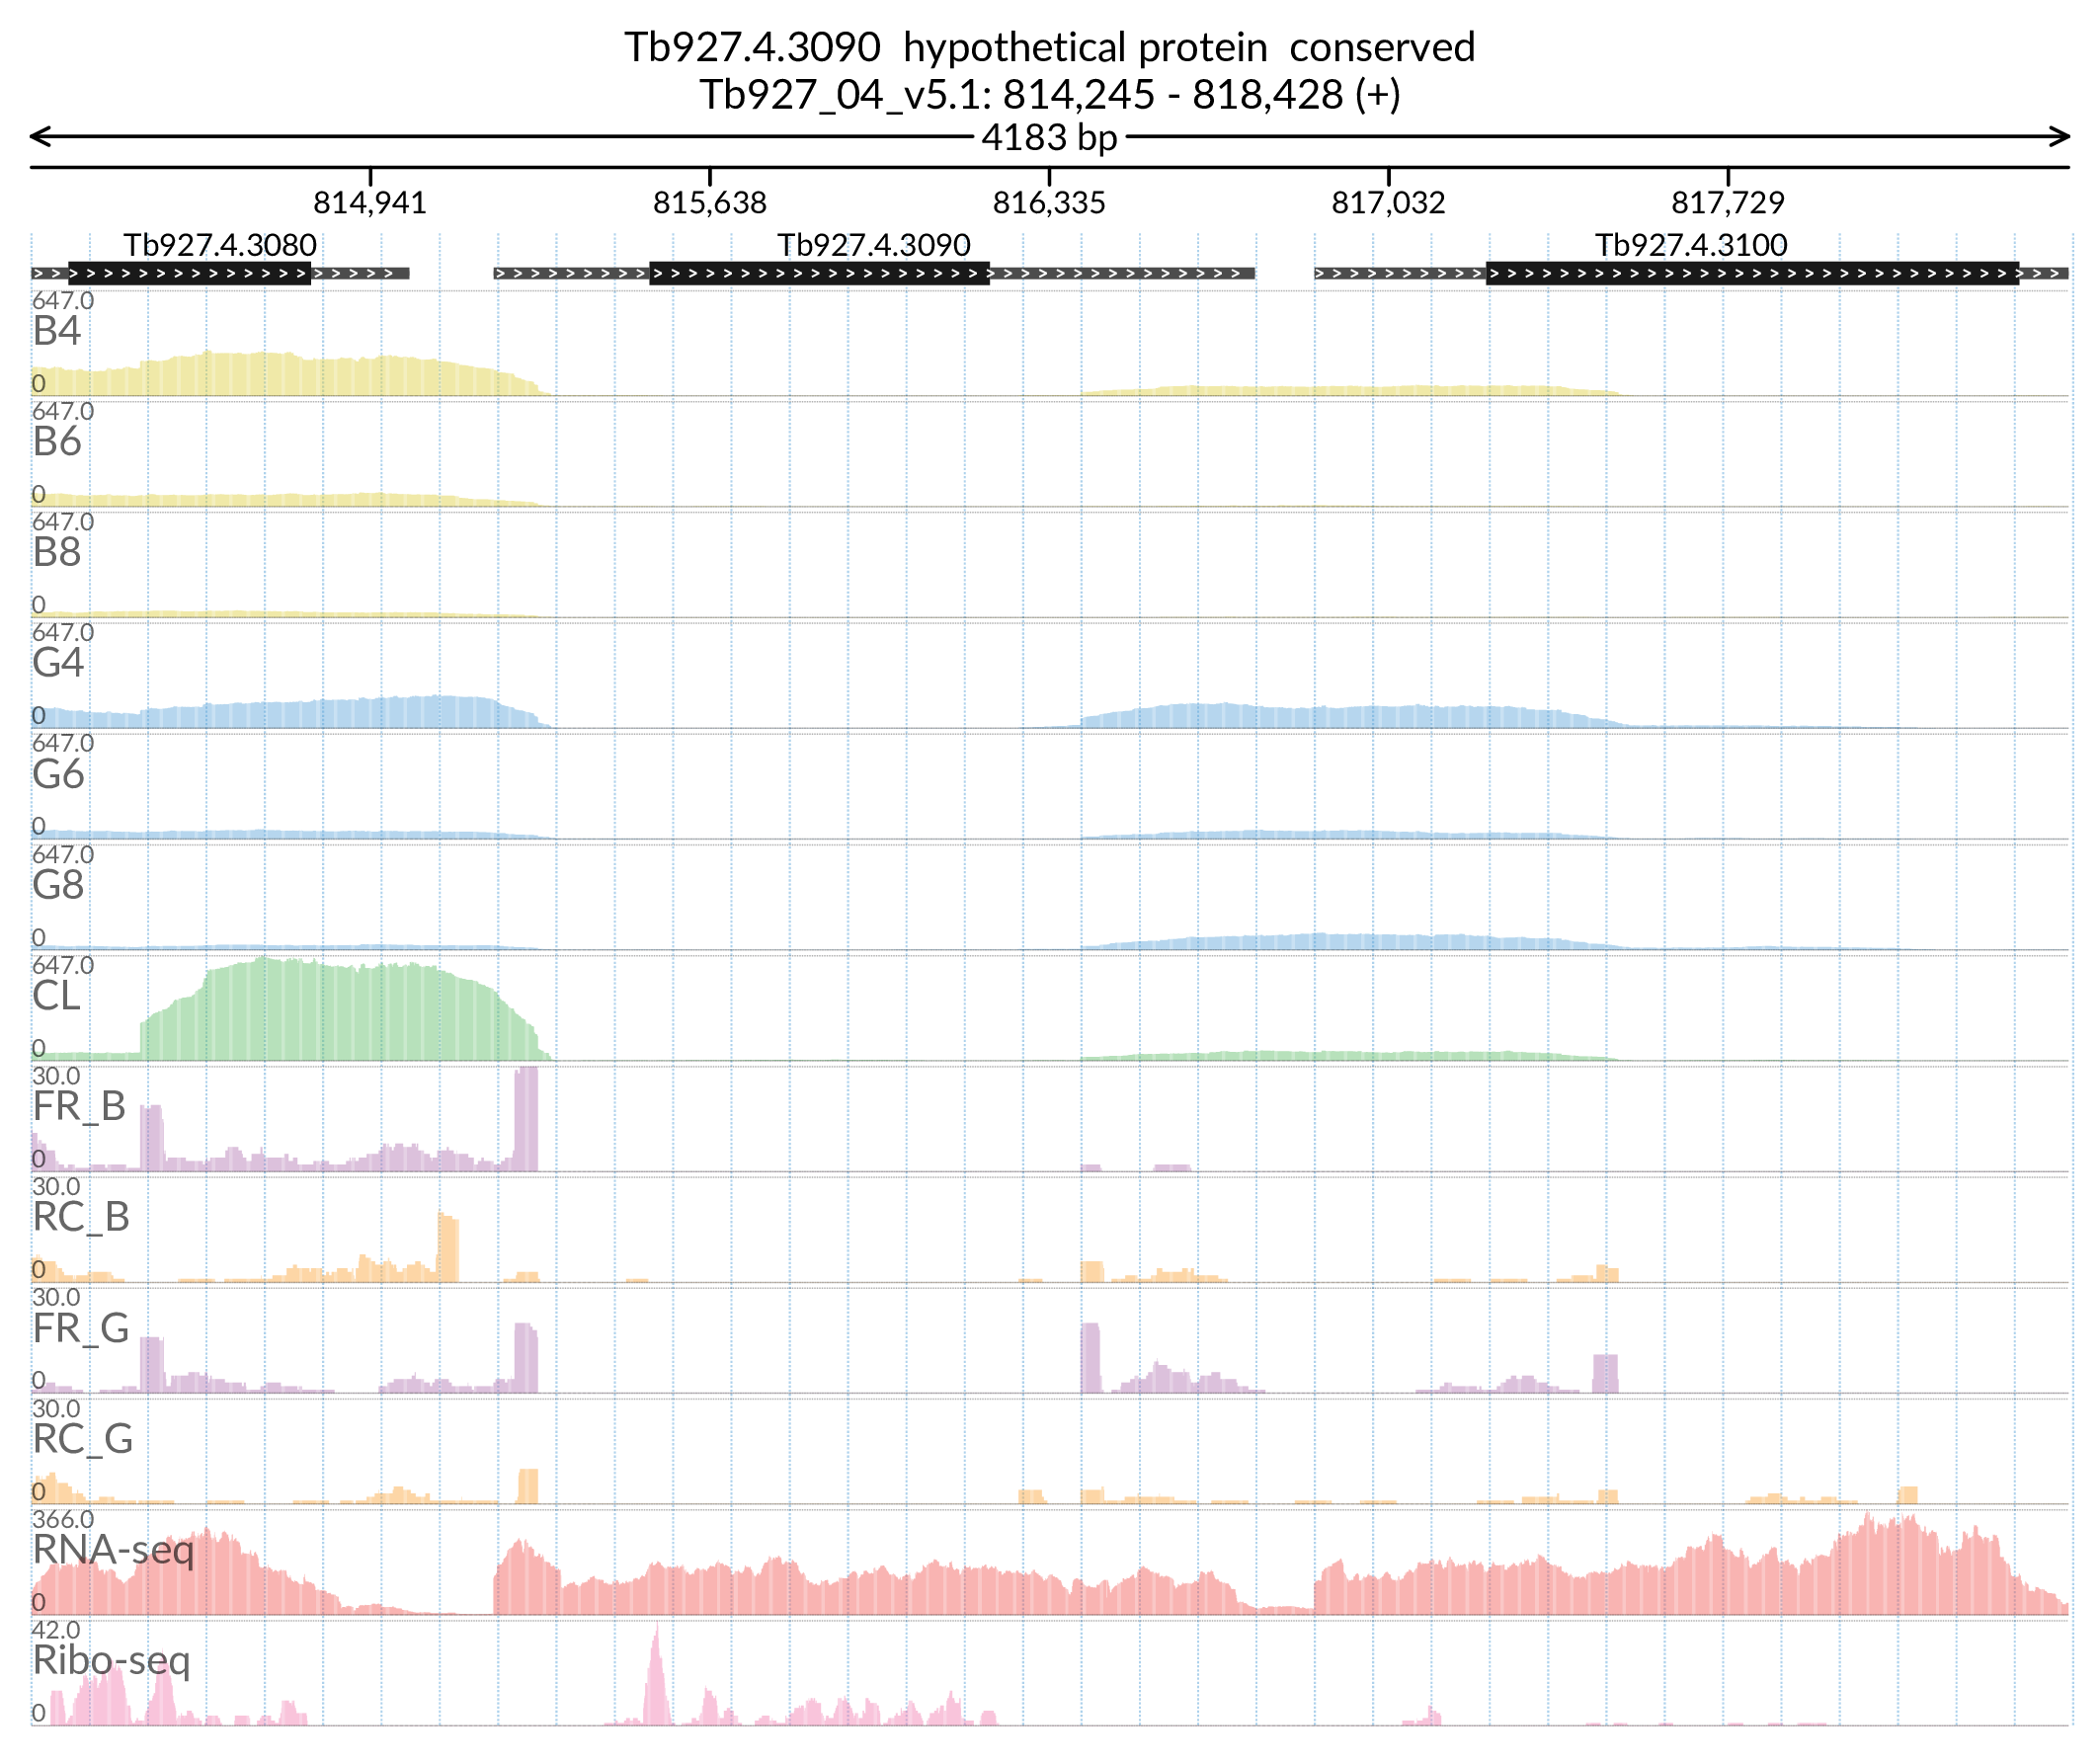 Tb927.4.3090 hypothetical protein conserved
Tb927_04_v5.1: 814,245 - 818,428 (+)
4183 bp
814,941 815,638 816,335 817,032 817,729
Tb927.4.3080 Tb927.4.3090 Tb927.4.3100
647.0
B4
0
647.0
B6
0
647.0
B8
0
647.0
G4
0
647.0
G6
0
647.0
G8
0
647.0
CL
0
30.0
FR_B
0
30.0
RC_B
0
30.0
FR_G
0
30.0
RC_G
0
366.0
RNA-seq
0
42.0
Ribo-seq
0